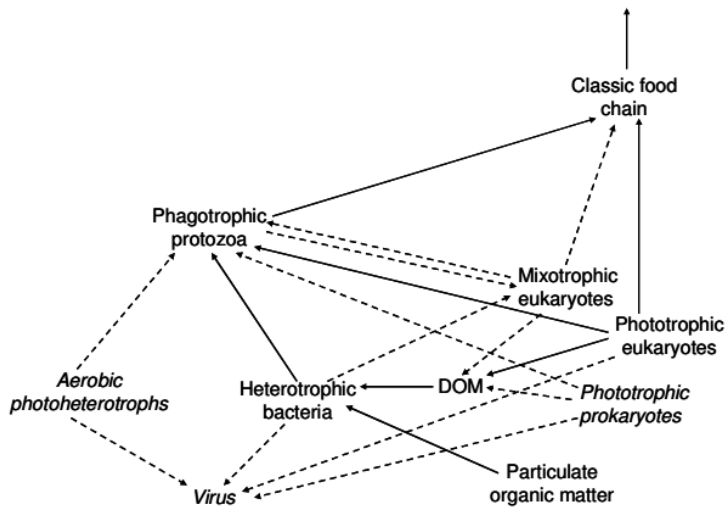 Classic food
chain
Phagotrophic
protozoa
Mixotrophic
eukaryotes
Phototrophic
eukaryotes
Aerobic
photoheterotrophs
Heterotrophic
bacteria
DOM
Phototrophic
prokaryotes
Virus
Particulate
organic matter